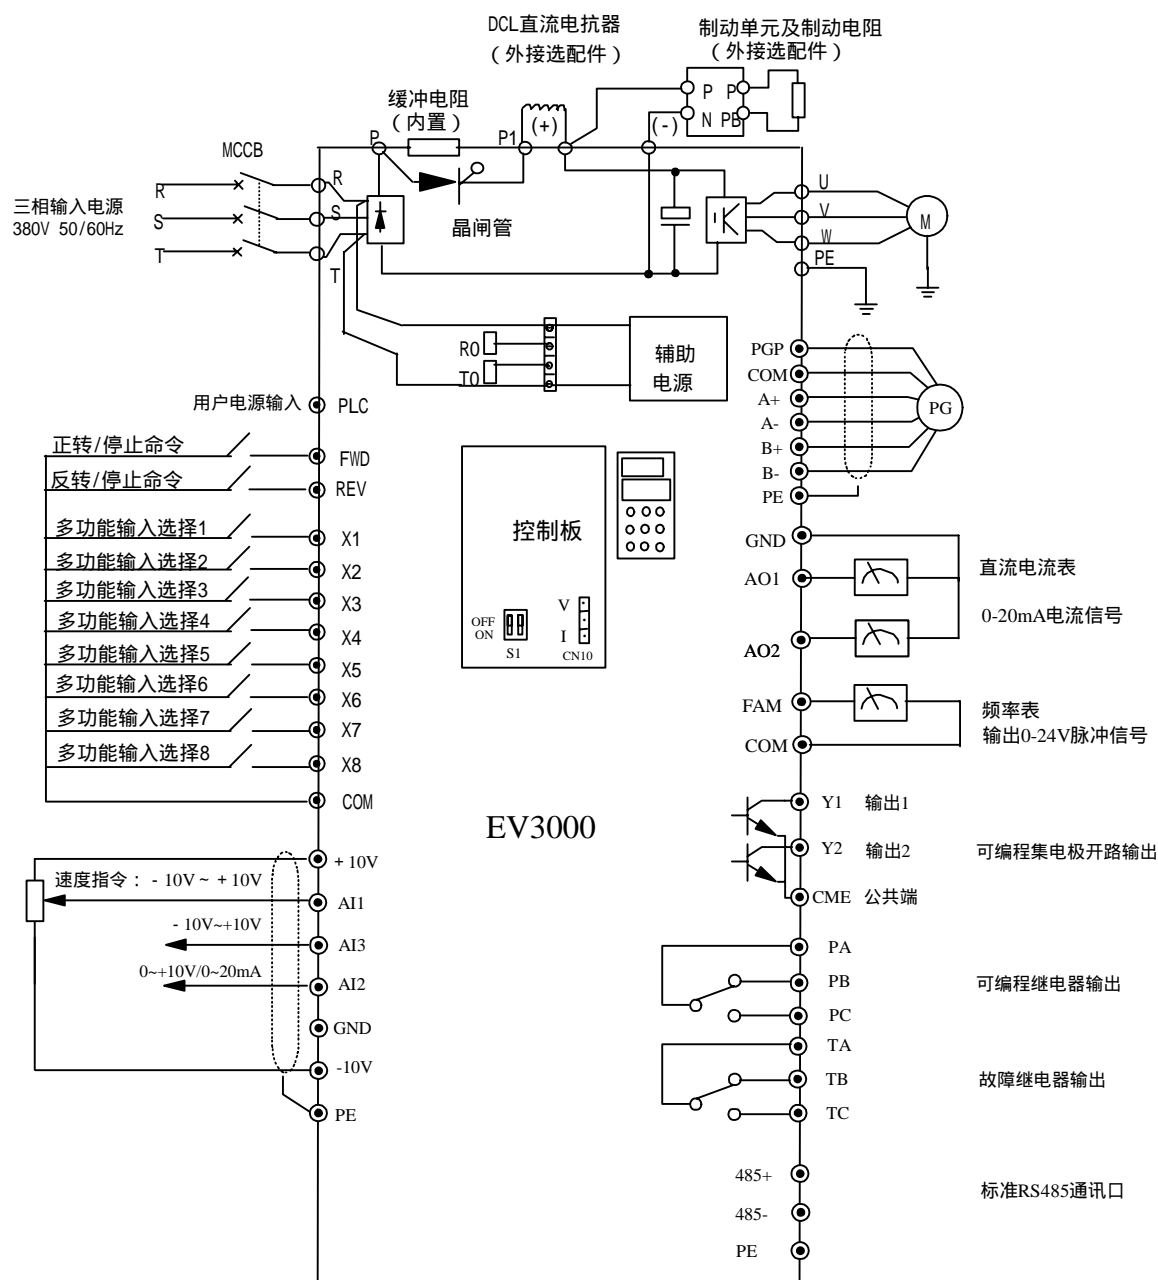 DCL直流电抗器
（外接选配件）
制动单元及制动电阻
（外接选配件）
缓冲电阻
（内置）
P
P1
(+)
(-)
P P
N PB
MCCB
R
S
T
三相输入电源
380V 50/60Hz
R
S
T
晶闸管
U
V
W
PE
M
R0
T0
辅助
电源
用户电源输入
PLC
正转/停止命令
FWD
反转/停止命令
REV
多功能输入选择1
X1
多功能输入选择2
X2
多功能输入选择3
X3
多功能输入选择4
X4
多功能输入选择5
X5
多功能输入选择6
X6
多功能输入选择7
X7
多功能输入选择8
X8
COM
控制板
OFF
ON
S1
V
I
CN10
PGP
COM
A+
A-
B+
B-
PE
PG
GND
AO1
AO2
直流电流表
0-20mA电流信号
FAM
COM
频率表
输出0-24V脉冲信号
EV3000
Y1 输出1
Y2 输出2
CME 公共端
可编程集电极开路输出
+10V
速度指令：-10V~+10V
AI1
-10V~+10V
AI3
0~+10V/0~20mA
AI2
GND
-10V
PE
PA
PB
PC
可编程继电器输出
TA
TB
TC
故障继电器输出
485+
485-
PE
标准RS485通讯口